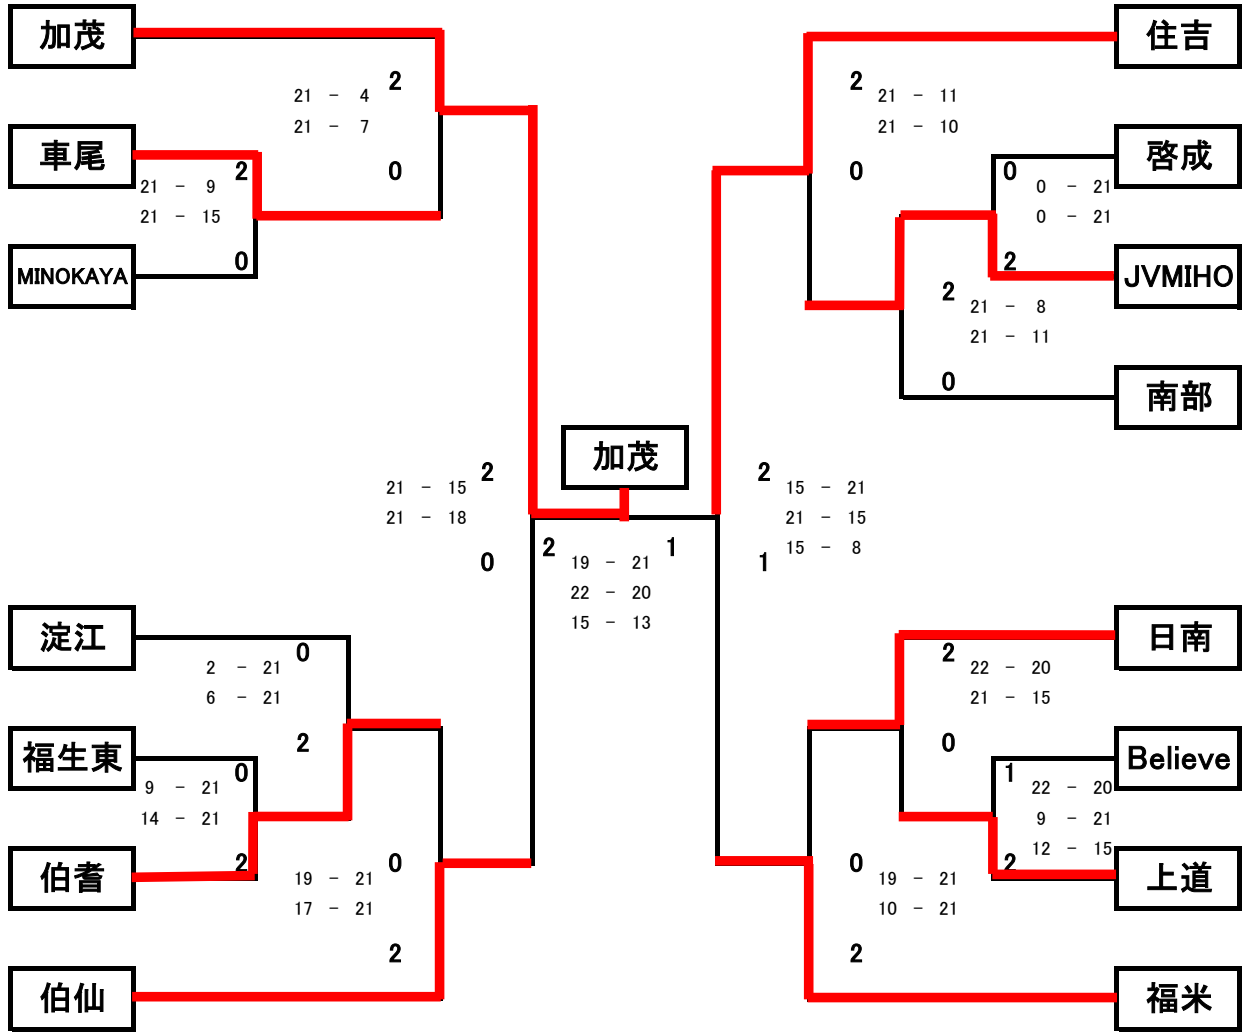 加茂
住吉
2
21 - 4
21 - 7
0
2
21 - 11
21 - 10
0
車尾
2
21 - 9
21 - 15
0
MINOKAYA
啓成
0
0 - 21
0 - 21
2
JVMIHO
2
21 - 8
21 - 11
0
南部
加茂
2
21 - 15
21 - 18
0
2
15 - 21
21 - 15
15 - 8
1
2
1
19 - 21
22 - 20
15 - 13
淀江
0
2 - 21
6 - 21
2
福生東
0
9 - 21
14 - 21
2
伯耆
0
19 - 21
17 - 21
2
伯仙
日南
2
22 - 20
21 - 15
0
Believe
1
22 - 20
9 - 21
12 - 15
2
上道
0
19 - 21
10 - 21
2
福米